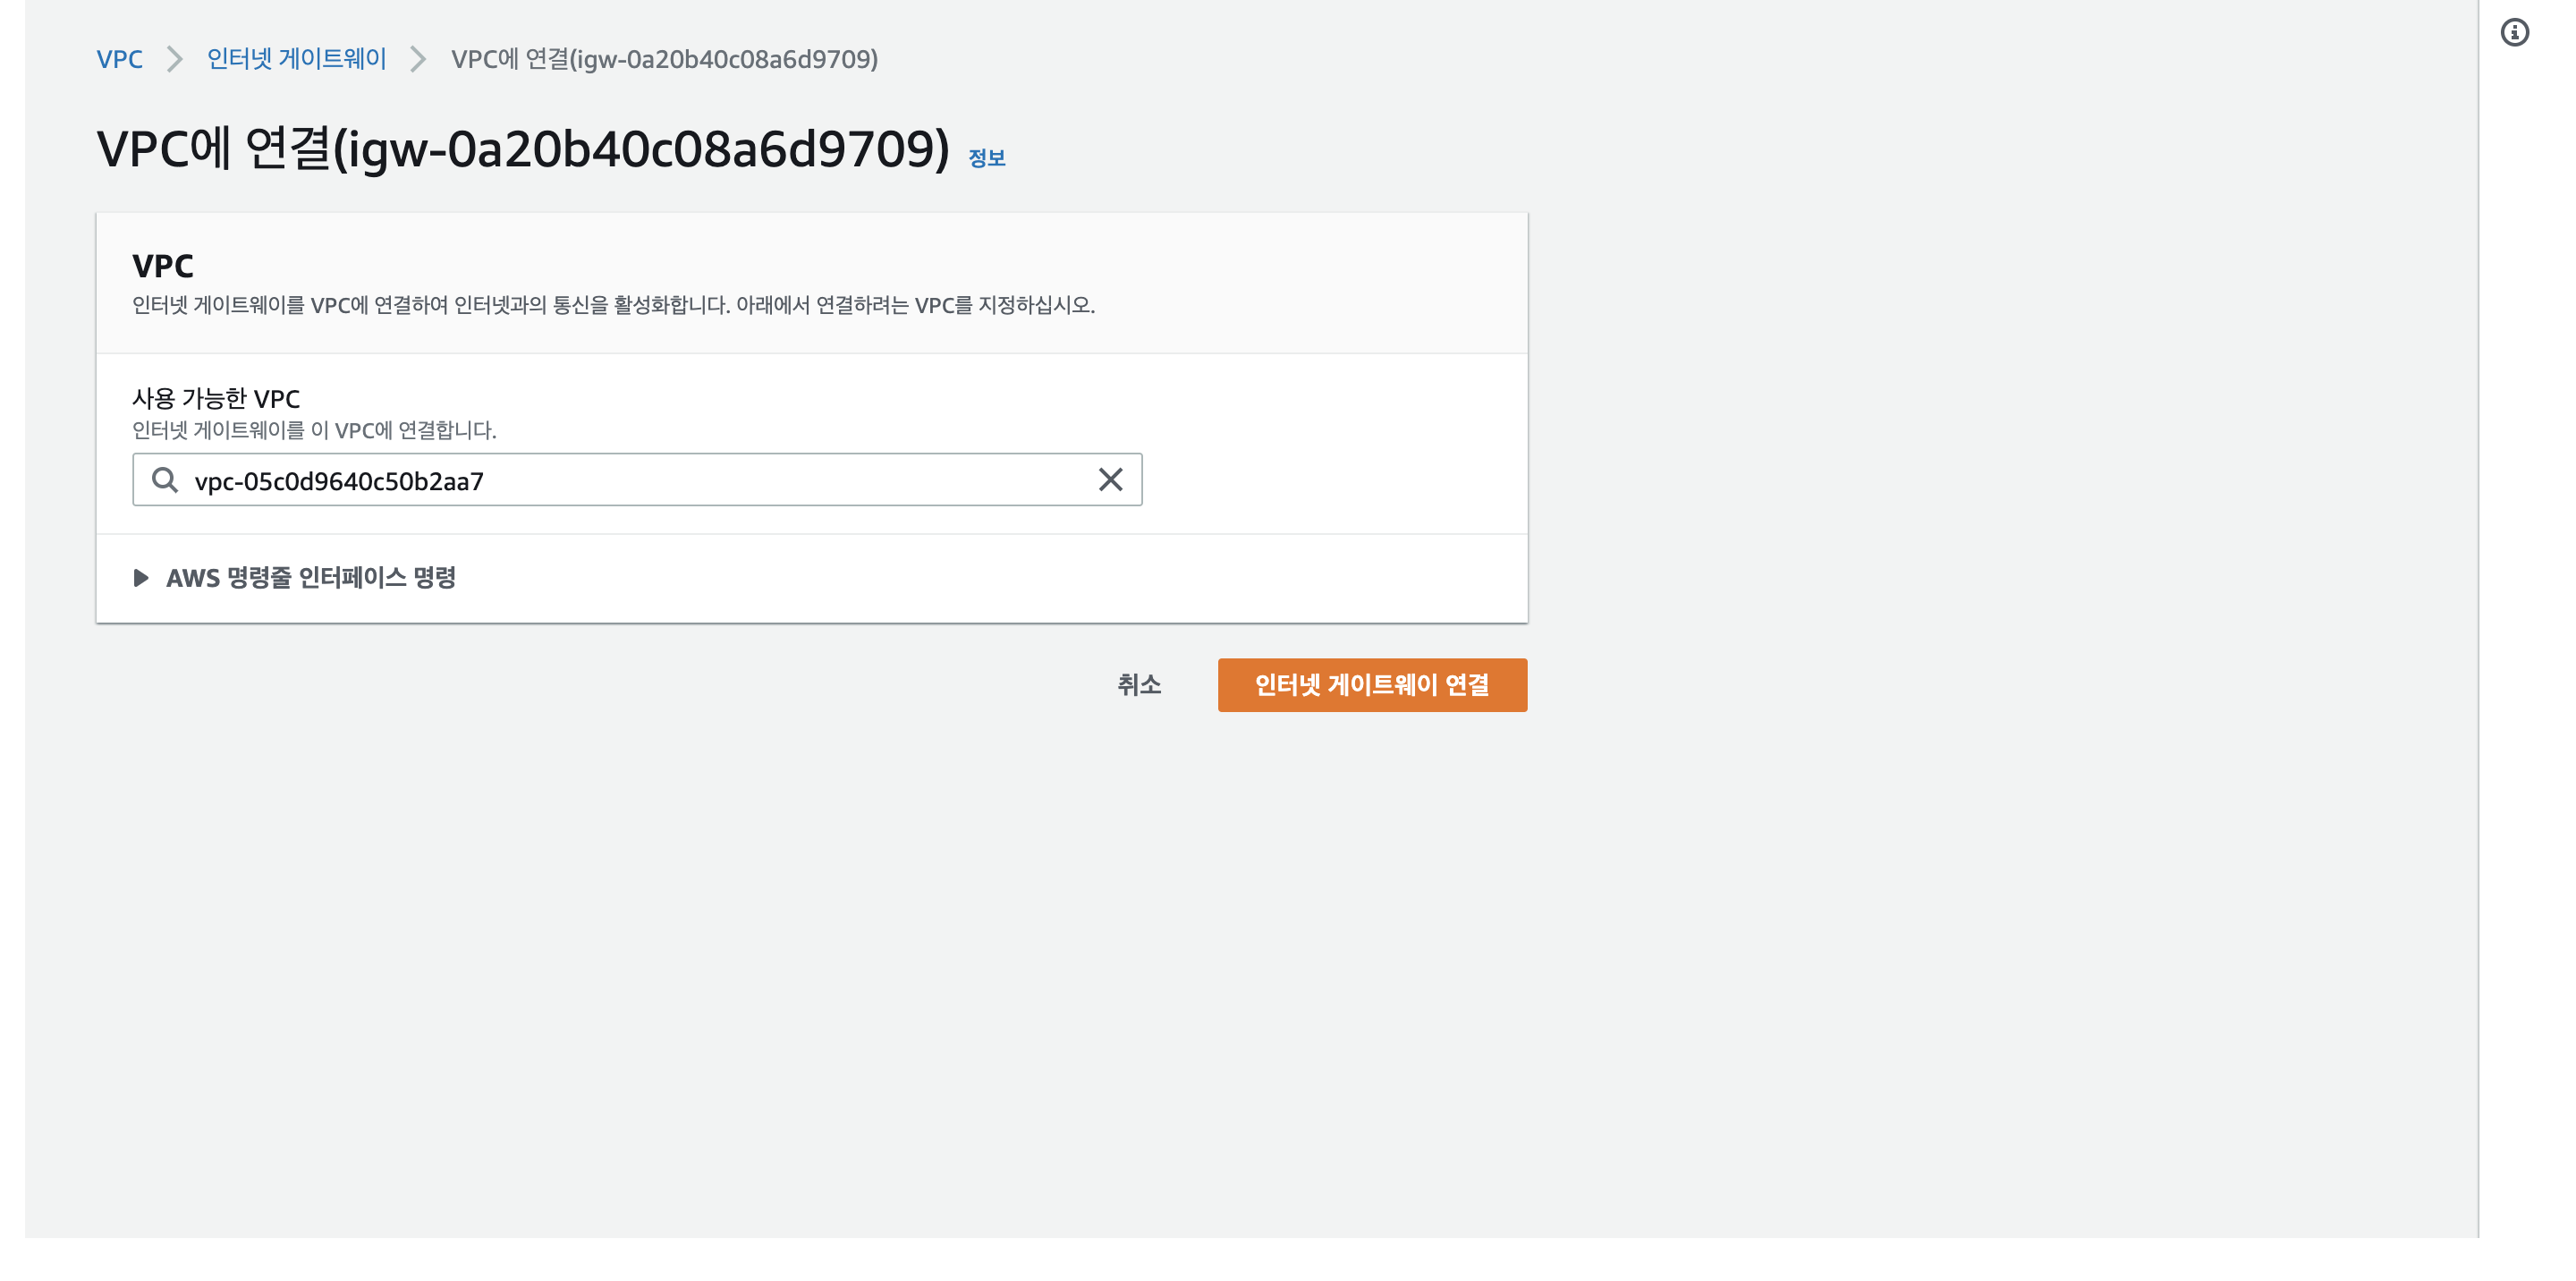 VPC 인터넷 게이트웨이 VPC에 연결(igw-0a20b40c08a6d9709)
VPC에 연결(igw-0a20b40c08a6d9709) 정보
VPC
인터넷 게이트웨이를 VPC에 연결하여 인터넷과의 통신을 활성화합니다. 아래에서 연결하려는 VPC를 지정하십시오.
사용 가능한 VPC
인터넷 게이트웨이를 이 VPC에 연결합니다.
vpc-05c0d9640c50b2aa7
AWS 명령줄 인터페이스 명령
취소 인터넷 게이트웨이 연결